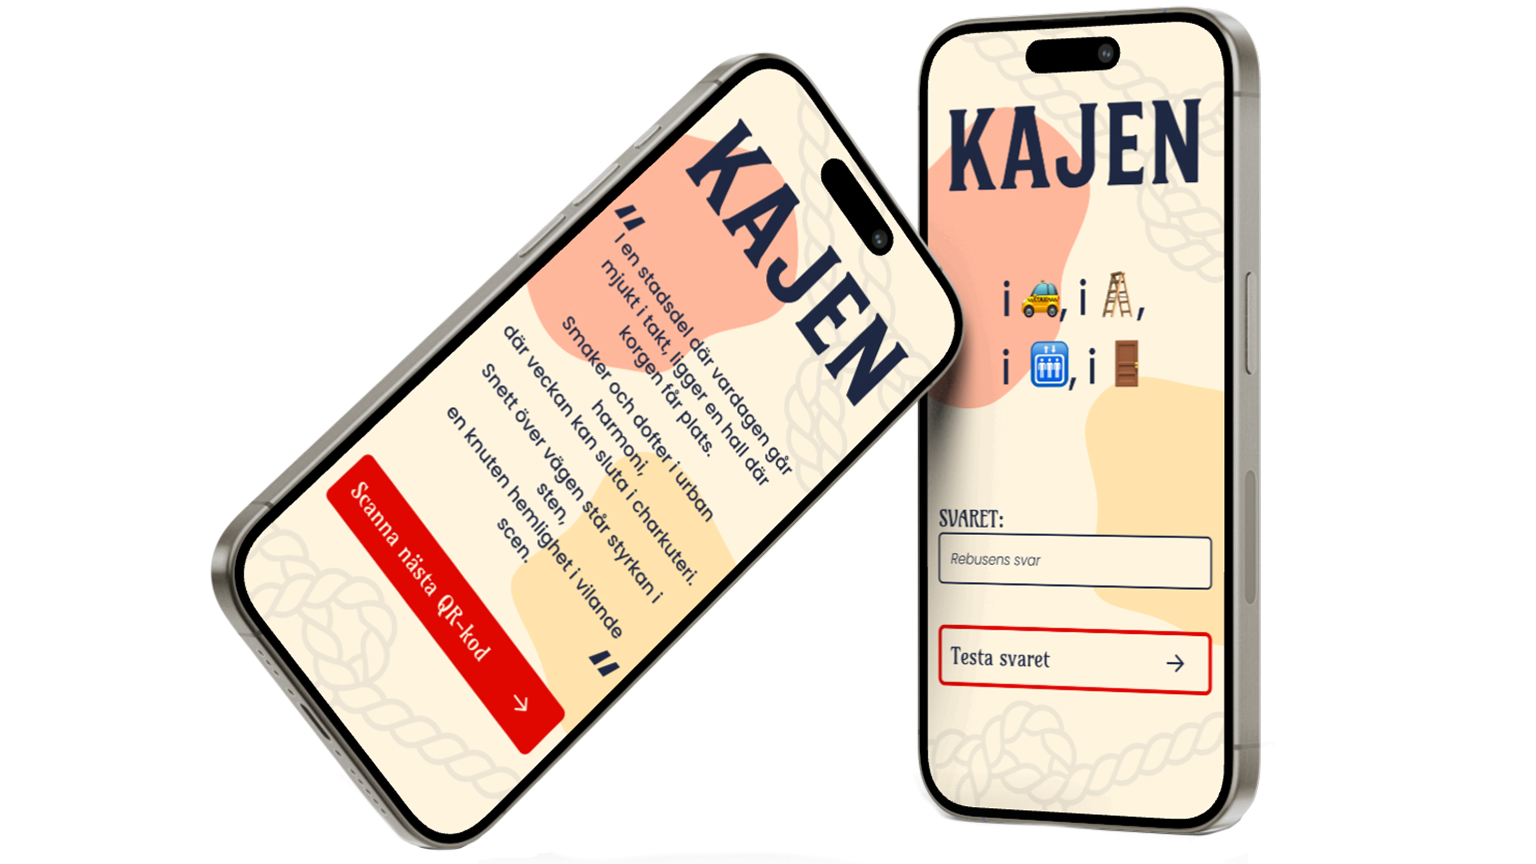 KAJEN
“
I en stadsdel där vardagen går
mjukt i takt, ligger en hall där
korgen får plats.
Smaker och dofter i urban
harmoni,
där veckan kan sluta i charkuteri.
Snett över vägen står styrkan i
sten,
en knuten hemlighet i vilande
scen.
“
Scanna nästa QR-kod →
KAJEN
i 🚕, i 🪜,
i 🛗, i 🚪
SVARET:
Rebusens svar
Testa svaret →